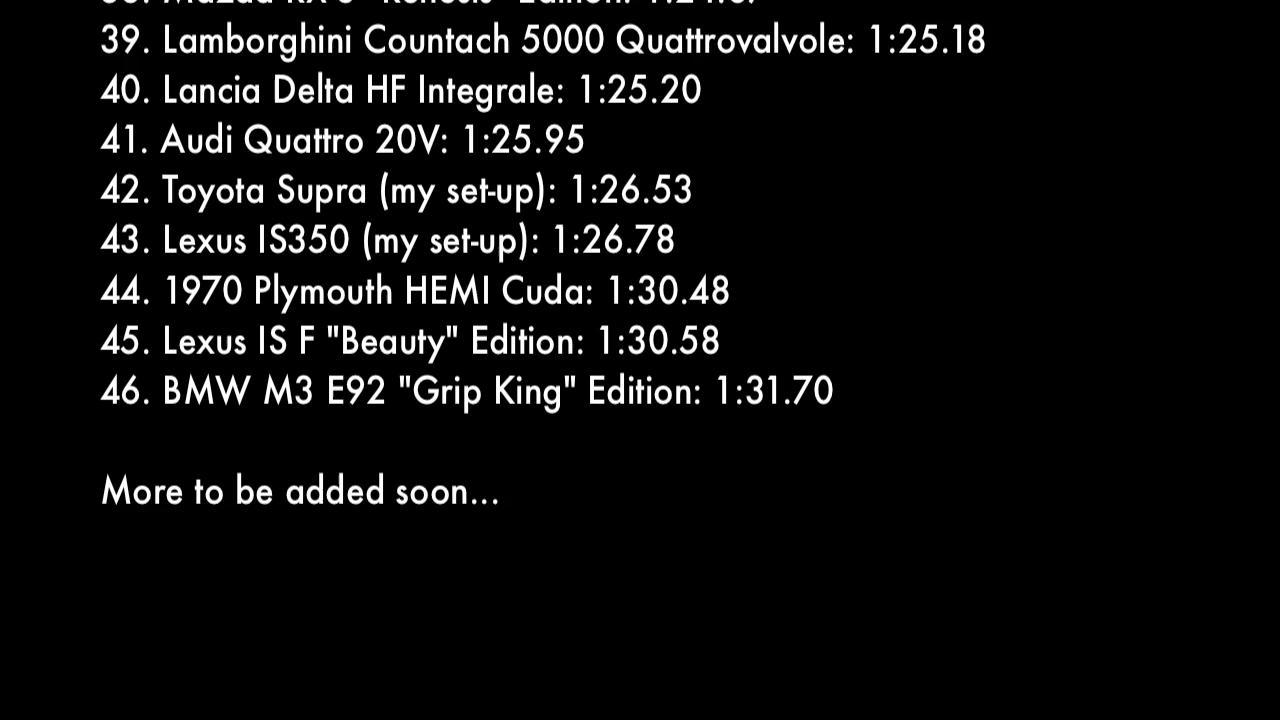 39. Lamborghini Countach 5000 Quattrovalvole: 1:25.18
40. Lancia Delta HF Integrale: 1:25.20
41. Audi Quattro 20V: 1:25.95
42. Toyota Supra (my set-up): 1:26.53
43. Lexus IS350 (my set-up): 1:26.78
44. 1970 Plymouth HEMI Cuda: 1:30.48
45. Lexus IS F "Beauty" Edition: 1:30.58
46. BMW M3 E92 "Grip King" Edition: 1:31.70
More to be added soon...